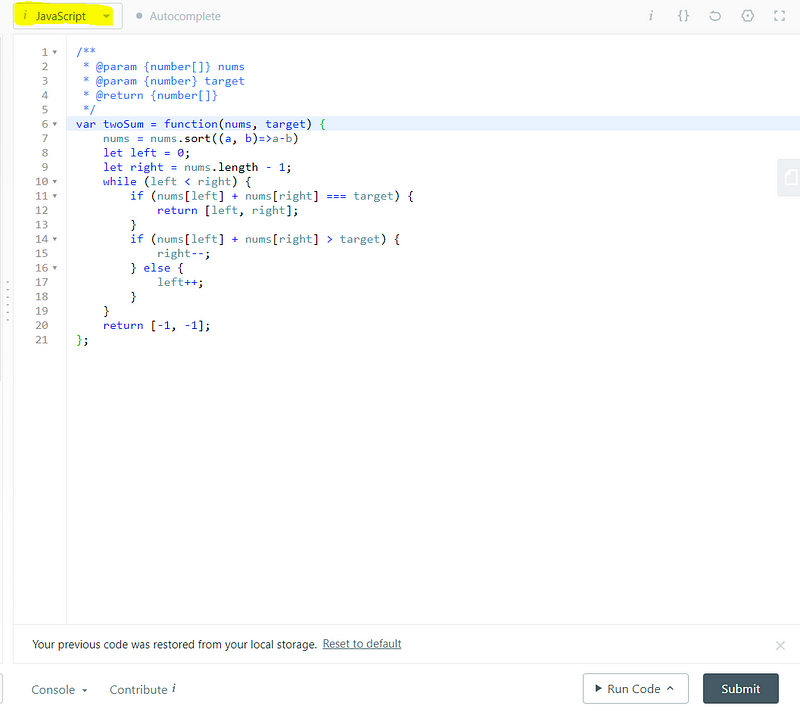 i JavaScript Autocomplete i {}
1 /**
2  * @param {number[]} nums
3  * @param {number} target
4  * @return {number[]}
5  */
6 var twoSum = function(nums, target) {
7     nums = nums.sort((a, b)=>a-b)
8     let left = 0;
9     let right = nums.length - 1;
10     while (left < right) {
11         if (nums[left] + nums[right] === target) {
12             return [left, right];
13         }
14         if (nums[left] + nums[right] > target) {
15             right--;
16         } else {
17             left++;
18         }
19     }
20     return [-1, -1];
21 };
Your previous code was restored from your local storage. Reset to default
Console Contribute i Run Code Submit